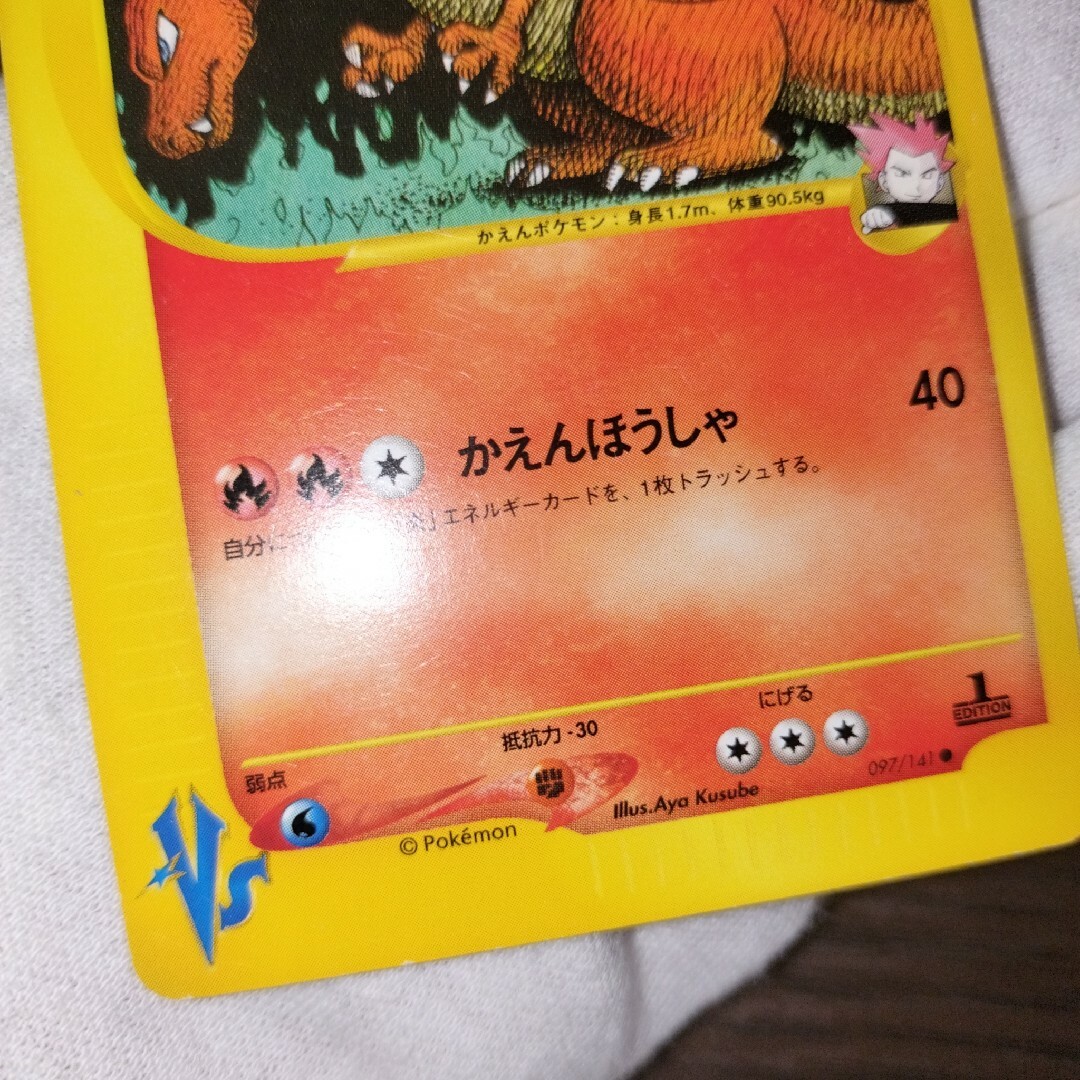 かえんポケモン：身長1.7m、体重90.5kg
かえんほうしゃ 40
自分に エネルギーカードを、1枚トラッシュする。
弱点 抵抗力 -30 にげる
1 EDITION
097/141 ●
Illus.Aya Kusube
© Pokémon
VS